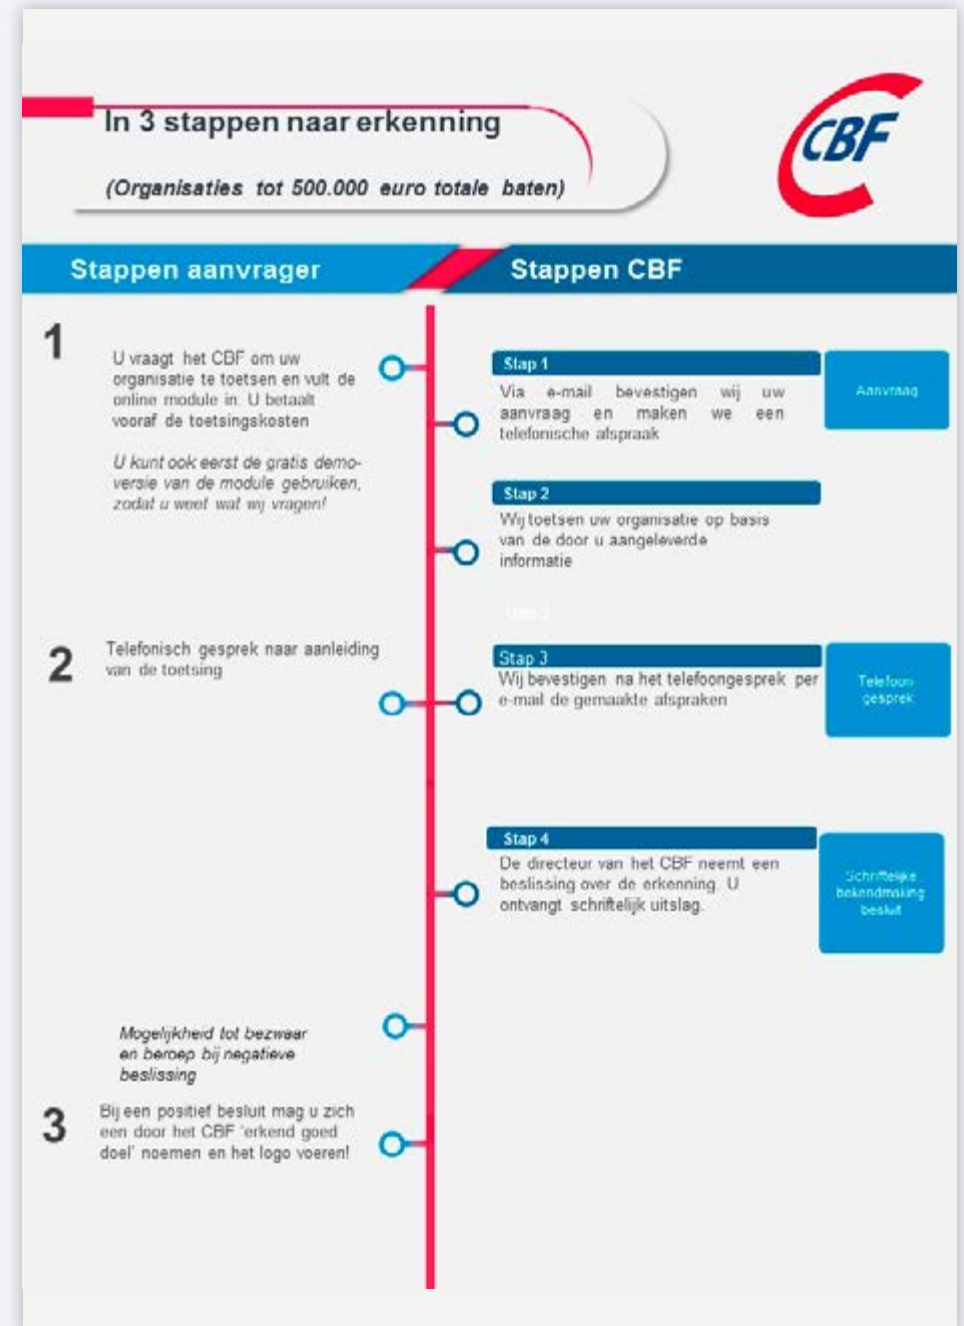 In 3 stappen naar erkenning
(Organisaties tot 500.000 euro totale baten)
CBF
Stappen aanvrager
Stappen CBF
1
U vraagt het CBF om uw
organisatie te toetsen en vult de
online module in. U betaalt
vooraf de toetsingskosten
U kunt ook eerst de gratis demo-
versie van de module gebruiken,
zodat u weet wat wij vragen!
Stap 1
Via e-mail bevestigen wij uw
aanvraag en maken we een
telefonische afspraak
Aanvraag
Stap 2
Wij toetsen uw organisatie op basis
van de door u aangeleverde
informatie
2
Telefonisch gesprek naar aanleiding
van de toetsing
Stap 3
Wij bevestigen na het telefoongesprek per
e-mail de gemaakte afspraken
Telefoon-
gesprek
Stap 4
De directeur van het CBF neemt een
beslissing over de erkenning. U
ontvangt schriftelijk uitslag.
Schriftelijke
bekendmaking
besluit
Mogelijkheid tot bezwaar
en beroep bij negatieve
beslissing
3
Bij een positief besluit mag u zich
een door het CBF 'erkend goed
doel' noemen en het logo voeren!